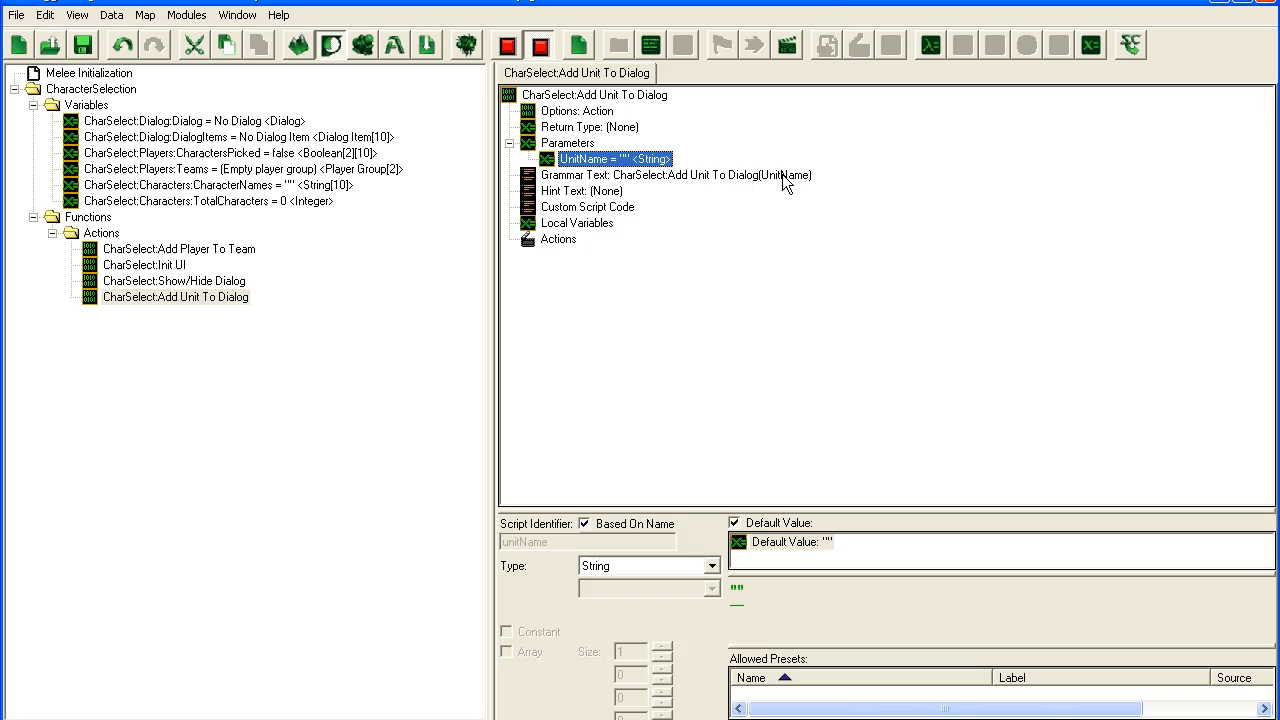 File Edit View Data Map Modules Window Help
Melee Initialization
CharacterSelection
Variables
CharSelect:Dialog:Dialog = No Dialog <Dialog>
CharSelect:Dialog:DialogItems = No Dialog Item <Dialog Item[10]>
CharSelect:Players:CharactersPicked = false <Boolean[2][10]>
CharSelect:Players:Teams = (Empty player group) <Player Group[2]>
CharSelect:Characters:CharacterNames = "" <String[10]>
CharSelect:Characters:TotalCharacters = 0 <Integer>
Functions
Actions
CharSelect:Add Player To Team
CharSelect:Init UI
CharSelect:Show/Hide Dialog
CharSelect:Add Unit To Dialog
CharSelect:Add Unit To Dialog
CharSelect:Add Unit To Dialog
Options: Action
Return Type: (None)
Parameters
UnitName = "" <String>
Grammar Text: CharSelect:Add Unit To Dialog(UnitName)
Hint Text: (None)
Custom Script Code
Local Variables
Actions
Script Identifier: Based On Name
unitName
Type: String
Constant
Array Size: 1
0
0
Default Value:
Default Value: ""
""
Allowed Presets:
Name Label Source